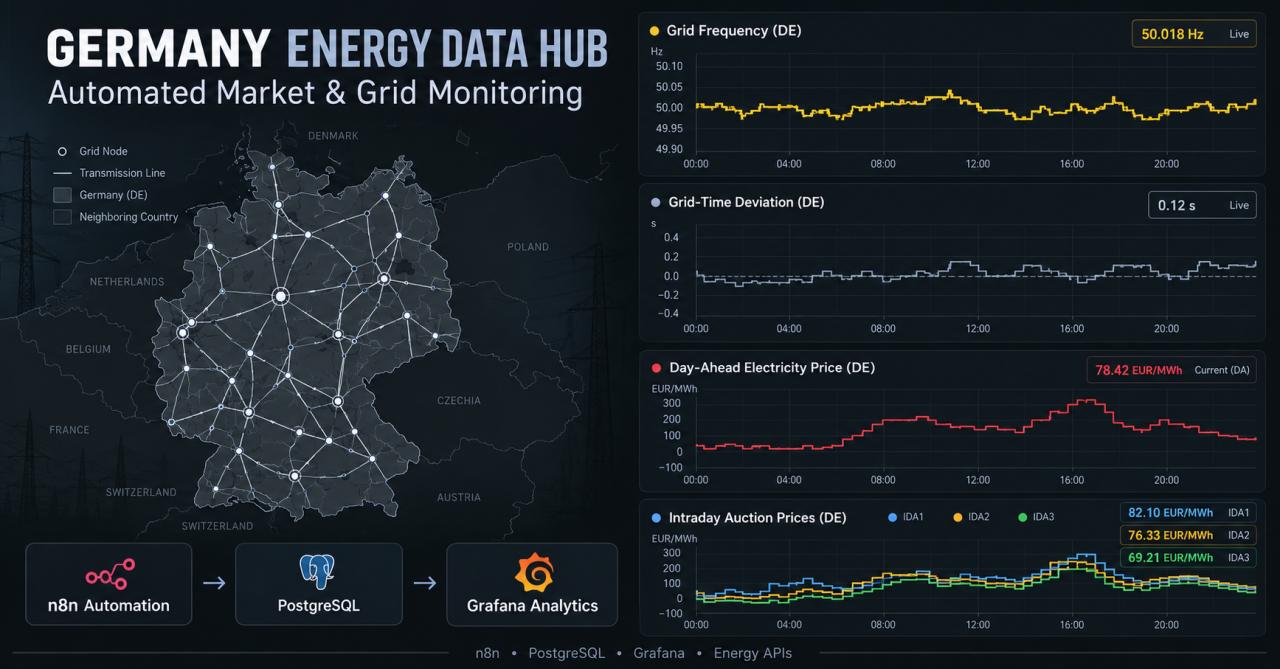 GERMANY ENERGY DATA HUB
Automated Market & Grid Monitoring
Grid Node
Transmission Line
Germany (DE)
Neighboring Country
DENMARK
POLAND
NETHERLANDS
BELGIUM
CZECHIA
FRANCE
SWITZERLAND
AUSTRIA
SWITZERLAND
n8n Automation
PostgreSQL
Grafana Analytics
Grid Frequency (DE)
50.018 Hz Live
Hz
50.10
50.05
50.00
49.95
49.90
00:00 04:00 08:00 12:00 16:00 20:00
Grid-Time Deviation (DE)
0.12 s Live
s
0.4
0.2
0.0
−0.2
−0.4
00:00 04:00 08:00 12:00 16:00 20:00
Day-Ahead Electricity Price (DE)
78.42 EUR/MWh Current (DA)
EUR/MWh
300
200
100
0
−100
00:00 04:00 08:00 12:00 16:00 20:00
Intraday Auction Prices (DE) IDA1 IDA2 IDA3
82.10 EUR/MWh IDA1
76.33 EUR/MWh IDA2
69.21 EUR/MWh IDA3
EUR/MWh
300
200
100
0
−100
00:00 04:00 08:00 12:00 16:00 20:00
n8n • PostgreSQL • Grafana • Energy APIs